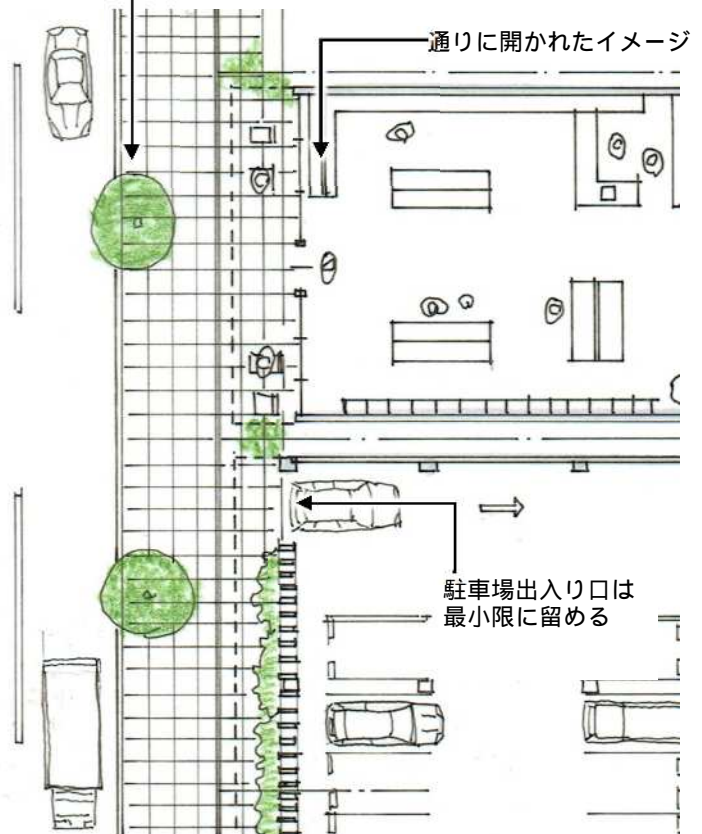 通りに開かれたイメージ
駐車場出入り口は
最小限に留める